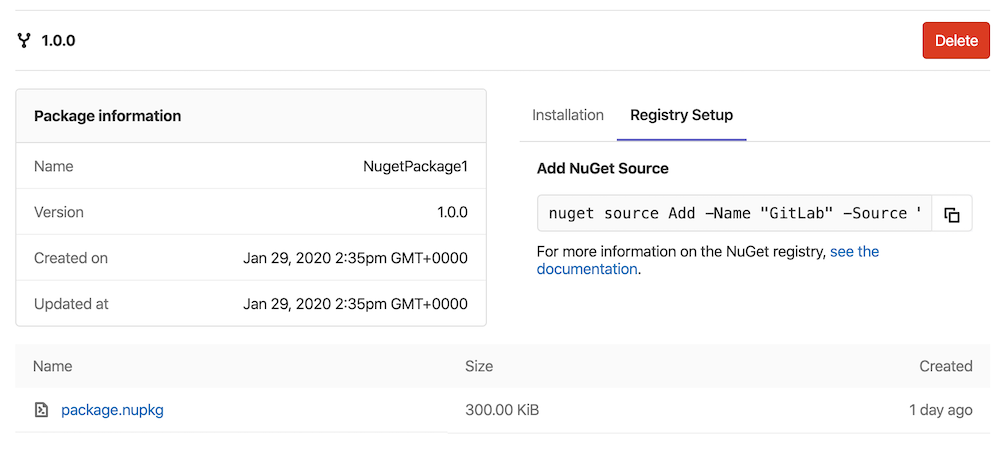 1.0.0
Delete
Package information
Name NugetPackage1
Version 1.0.0
Created on Jan 29, 2020 2:35pm GMT+0000
Updated at Jan 29, 2020 2:35pm GMT+0000
Installation Registry Setup
Add NuGet Source
nuget source Add -Name "GitLab" -Source '
For more information on the NuGet registry, see the
documentation.
Name Size Created
package.nupkg 300.00 KiB 1 day ago